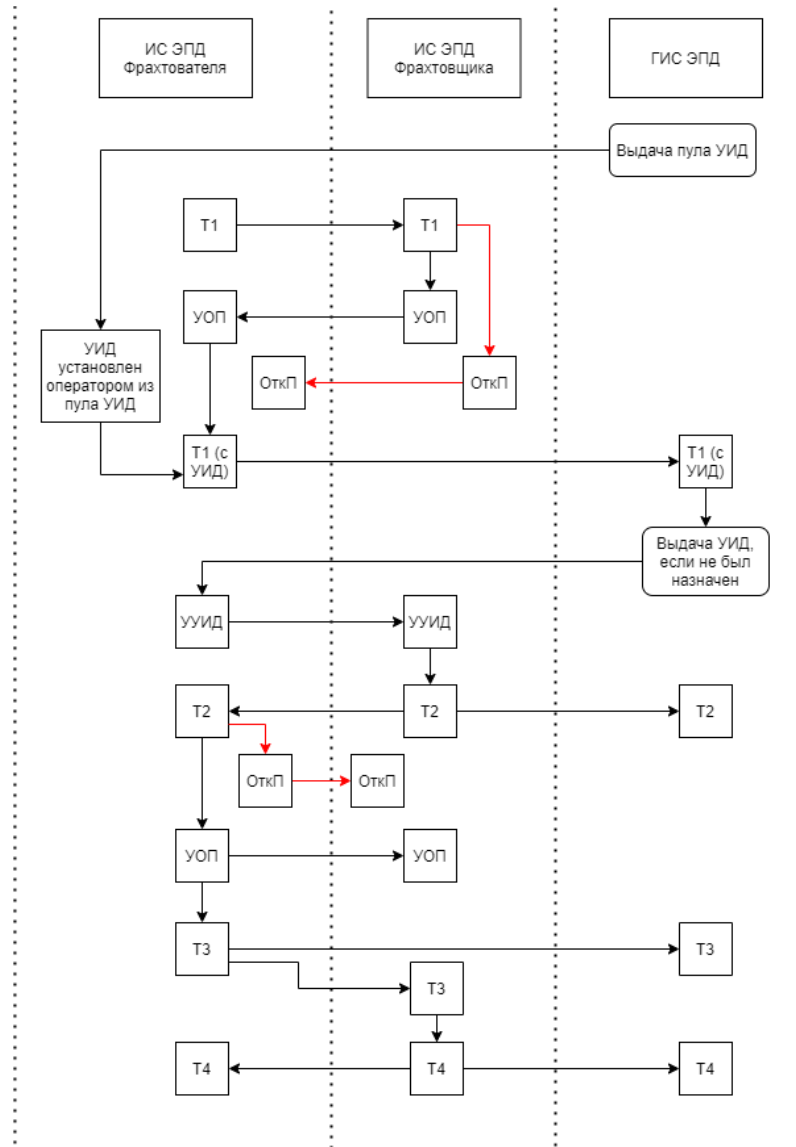 ИС ЭПД
Фрахтователя
ИС ЭПД
Фрахтовщика
ГИС ЭПД
Выдача пула УИД
Т1
Т1
УОП
УОП
УИД
установлен
оператором из
пула УИД
ОткП
ОткП
Т1 (с
УИД)
Т1 (с
УИД)
Выдача УИД,
если не был
назначен
УУИД
УУИД
Т2
Т2
Т2
ОткП
ОткП
УОП
УОП
Т3
Т3
Т3
Т4
Т4
Т4